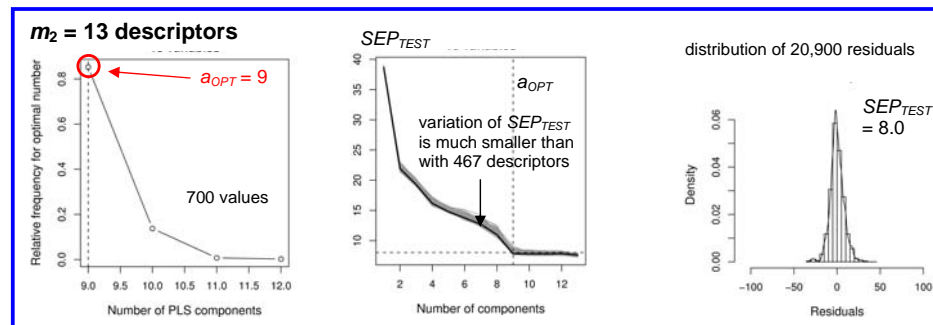 m2 = 13 descriptors
Relative frequency for optimal number
0.8
0.6
0.4
0.2
0.0
aOPT = 9
700 values
9.0 9.5 10.0 10.5 11.0 11.5 12.0
Number of PLS components
SEPTEST
40
35
30
25
20
15
10
aOPT
variation of SEPTEST
is much smaller than
with 467 descriptors
2 4 6 8 10 12
Number of components
distribution of 20,900 residuals
SEPTEST
= 8.0
Density
0.06
0.04
0.02
0.00
−100 −50 0 50 100
Residuals